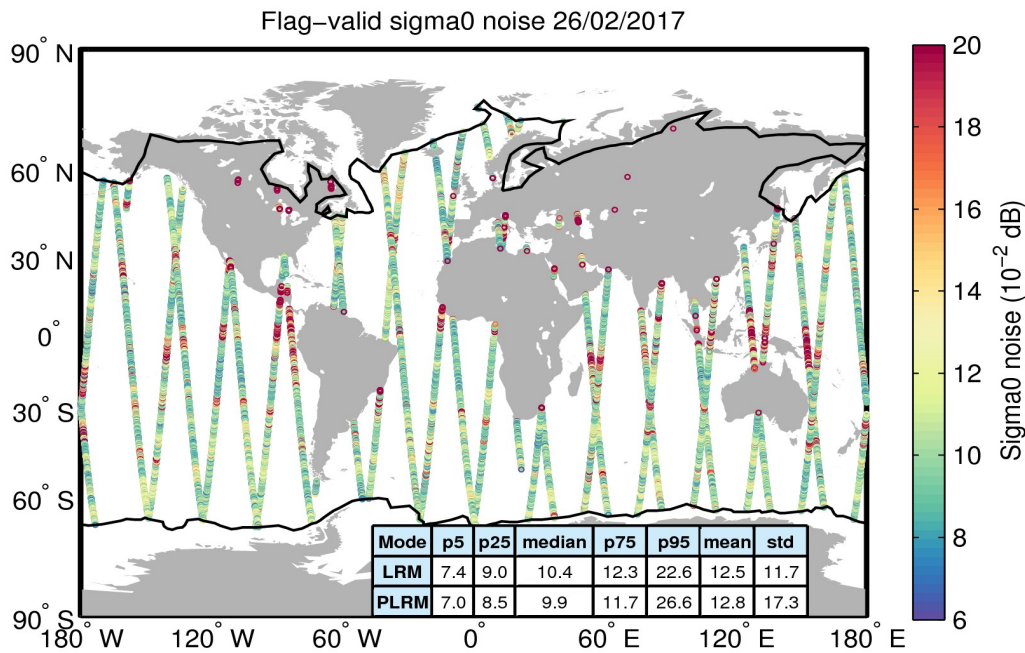 Flag−valid sigma0 noise 26/02/2017
90° N
60° N
30° N
0°
30° S
60° S
90° S
180° W
120° W
60° W
0°
60° E
120° E
180° E
Mode p5 p25 median p75 p95 mean std
LRM 7.4 9.0 10.4 12.3 22.6 12.5 11.7
PLRM 7.0 8.5 9.9 11.7 26.6 12.8 17.3
20
18
16
14
12
10
8
6
Sigma0 noise (10⁻² dB)